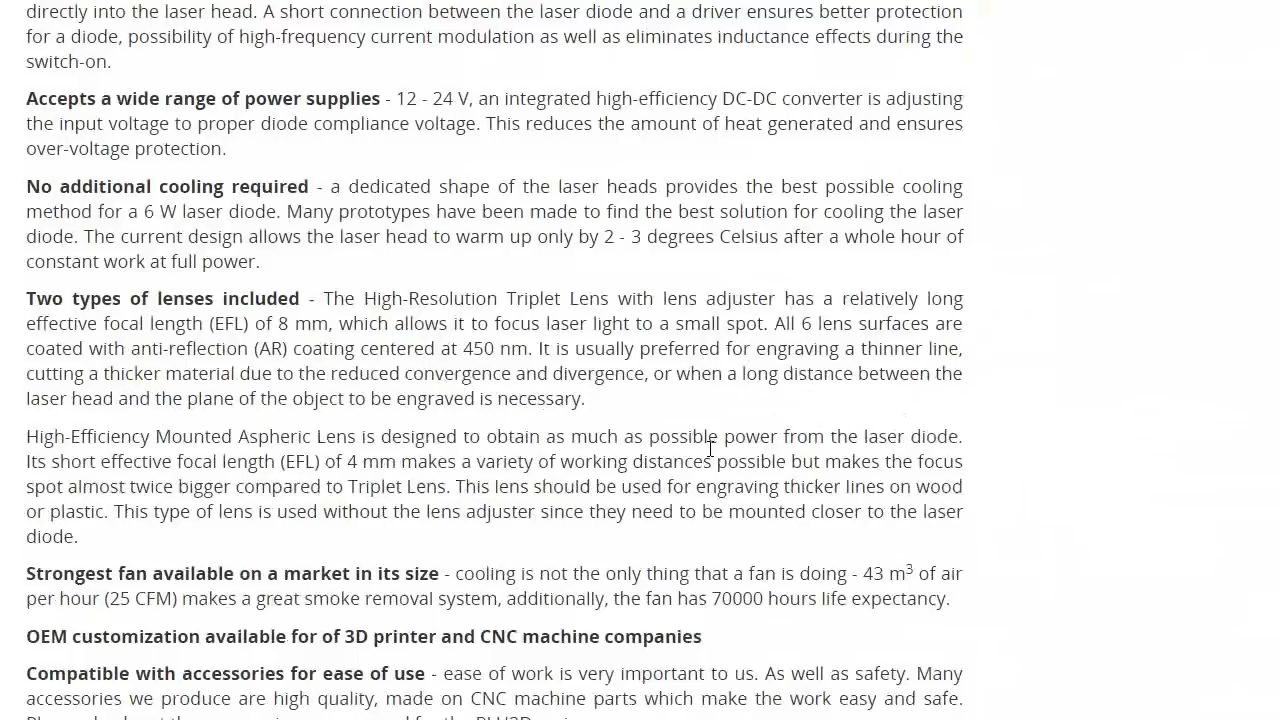 directly into the laser head. A short connection between the laser diode and a driver ensures better protection
for a diode, possibility of high-frequency current modulation as well as eliminates inductance effects during the
switch-on.
Accepts a wide range of power supplies - 12 - 24 V, an integrated high-efficiency DC-DC converter is adjusting
the input voltage to proper diode compliance voltage. This reduces the amount of heat generated and ensures
over-voltage protection.
No additional cooling required - a dedicated shape of the laser heads provides the best possible cooling
method for a 6 W laser diode. Many prototypes have been made to find the best solution for cooling the laser
diode. The current design allows the laser head to warm up only by 2 - 3 degrees Celsius after a whole hour of
constant work at full power.
Two types of lenses included - The High-Resolution Triplet Lens with lens adjuster has a relatively long
effective focal length (EFL) of 8 mm, which allows it to focus laser light to a small spot. All 6 lens surfaces are
coated with anti-reflection (AR) coating centered at 450 nm. It is usually preferred for engraving a thinner line,
cutting a thicker material due to the reduced convergence and divergence, or when a long distance between the
laser head and the plane of the object to be engraved is necessary.
High-Efficiency Mounted Aspheric Lens is designed to obtain as much as possible power from the laser diode.
Its short effective focal length (EFL) of 4 mm makes a variety of working distances possible but makes the focus
spot almost twice bigger compared to Triplet Lens. This lens should be used for engraving thicker lines on wood
or plastic. This type of lens is used without the lens adjuster since they need to be mounted closer to the laser
diode.
Strongest fan available on a market in its size - cooling is not the only thing that a fan is doing - 43 m³ of air
per hour (25 CFM) makes a great smoke removal system, additionally, the fan has 70000 hours life expectancy.
OEM customization available for of 3D printer and CNC machine companies
Compatible with accessories for ease of use - ease of work is very important to us. As well as safety. Many
accessories we produce are high quality, made on CNC machine parts which make the work easy and safe.